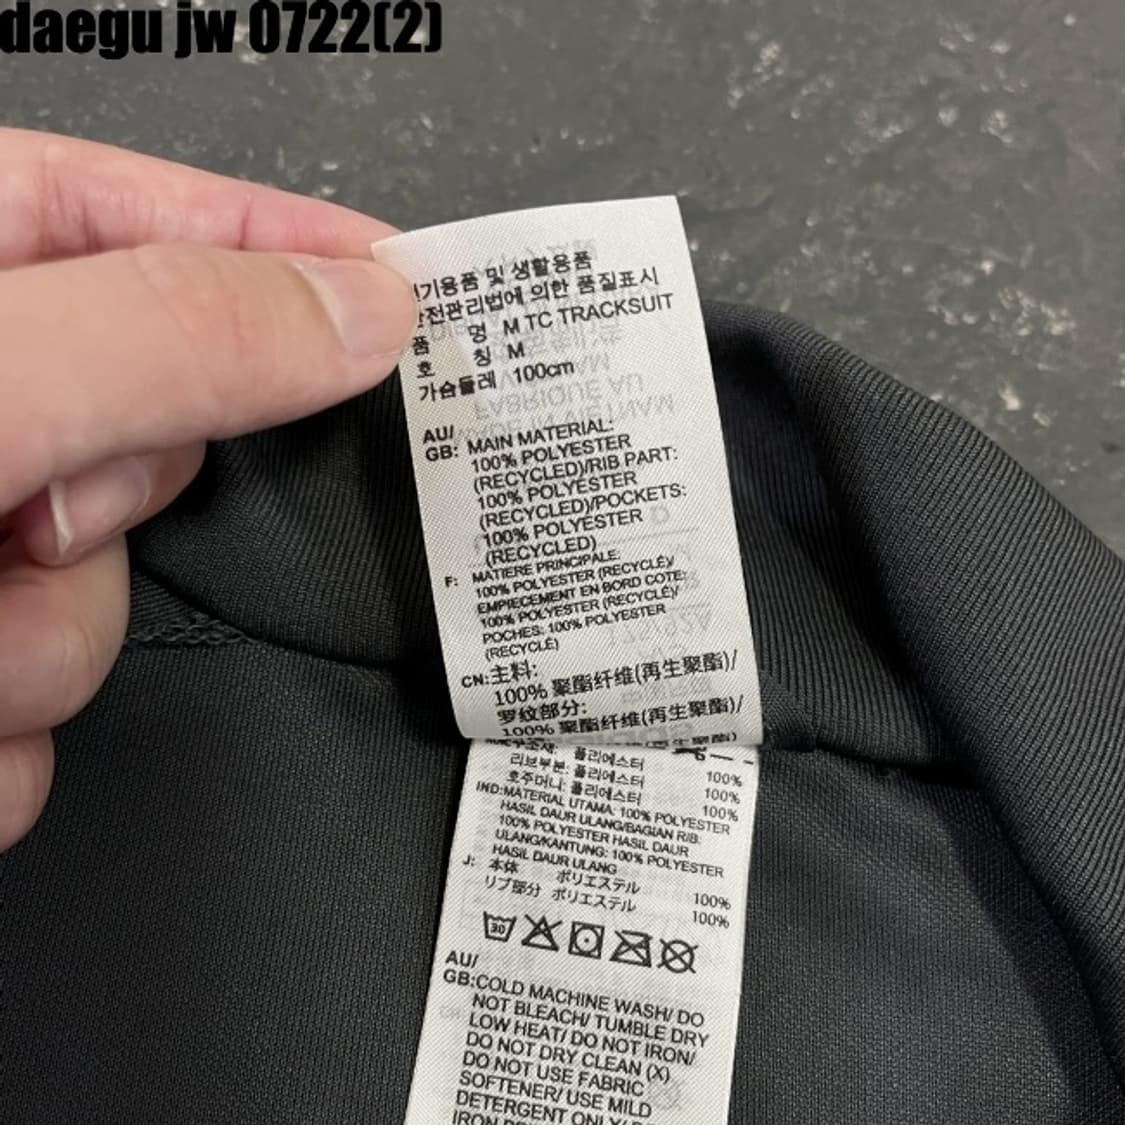 daegu jw 0722(2)
기용품 및 생활용품
안전관리법에 의한 품질표시
품 명 M TC TRACKSUIT
호 칭 M
가슴둘레 100cm
AU/
GB: MAIN MATERIAL:
100% POLYESTER
(RECYCLED)/RIB PART:
100% POLYESTER
(RECYCLED)/POCKETS:
100% POLYESTER
(RECYCLED)
F: MATIERE PRINCIPALE:
100% POLYESTER (RECYCLÉ)/
EMPIECEMENT EN BORD COTE:
100% POLYESTER (RECYCLÉ)/
POCHES: 100% POLYESTER
(RECYCLÉ)
CN:主料:
100% 聚酯纤维(再生聚酯)/
罗纹部分:
100% 聚酯纤维(再生聚酯)/
폴리에스터 100%
리브부분: 폴리에스터 100%
호주머니: 폴리에스터 100%
IND:MATERIAL UTAMA: 100% POLYESTER
HASIL DAUR ULANG/BAGIAN RIB:
100% POLYESTER HASIL DAUR
ULANG/KANTUNG: 100% POLYESTER
HASIL DAUR ULANG
J: 本体 ポリエステル 100%
リブ部分 ポリエステル 100%
30
AU/
GB:COLD MACHINE WASH/ DO
NOT BLEACH/ TUMBLE DRY
LOW HEAT/ DO NOT IRON/
DO NOT DRY CLEAN (X)
DO NOT USE FABRIC
SOFTENER/ USE MILD
DETERGENT ONLY/
IRON